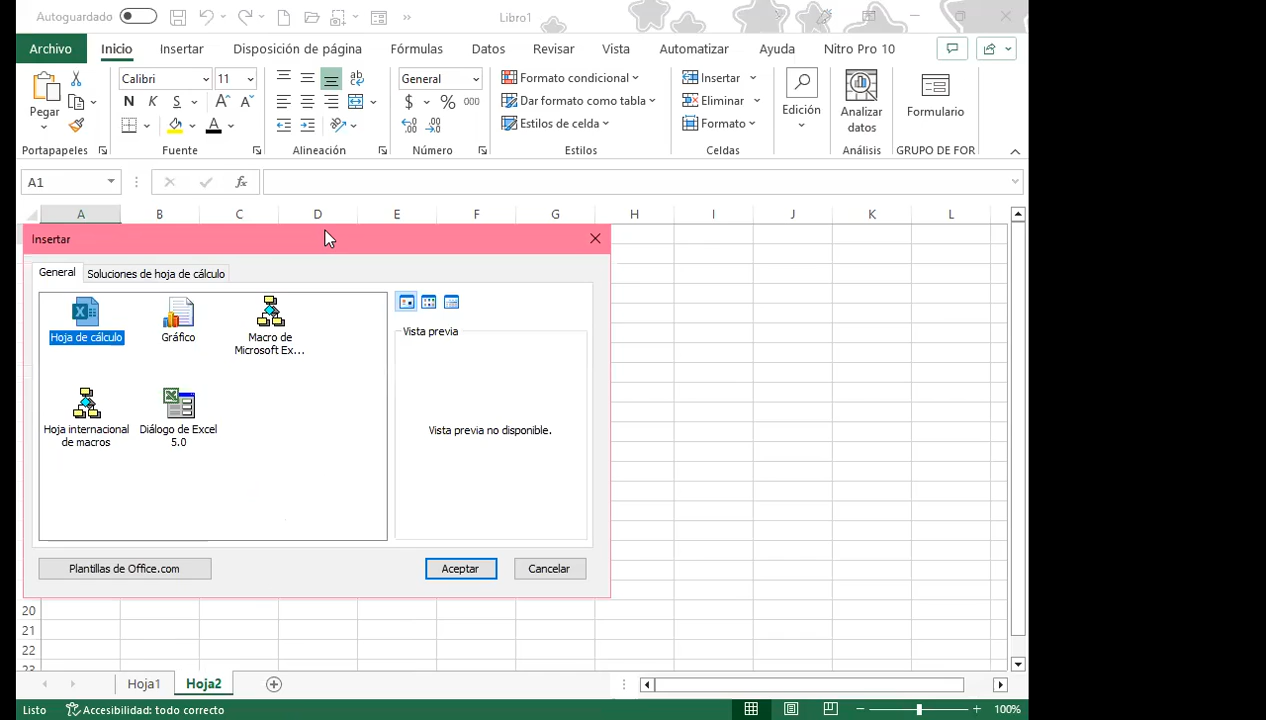 Autoguardado
Libro1
Archivo Inicio Insertar Disposición de página Fórmulas Datos Revisar Vista Automatizar Ayuda Nitro Pro 10
Pegar
Calibri 11
N K S
General
$ % 000
Formato condicional
Dar formato como tabla
Estilos de celda
Insertar
Eliminar
Formato
Edición
Analizar
datos
Formulario
Portapapeles Fuente Alineación Número Estilos Celdas Análisis GRUPO DE FOR
A1 fx
A B C D E F G H I J K L
Insertar
General Soluciones de hoja de cálculo
Hoja de cálculo
Gráfico
Macro de
Microsoft Ex...
Hoja internacional
de macros
Diálogo de Excel
5.0
Vista previa
Vista previa no disponible.
Plantillas de Office.com Aceptar Cancelar
20
21
22
23
Hoja1 Hoja2
Listo Accesibilidad: todo correcto 100%